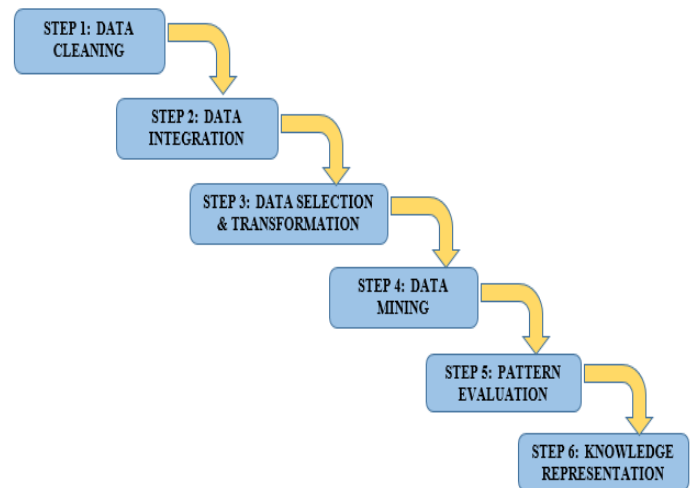 STEP 1: DATA
CLEANING
STEP 2: DATA
INTEGRATION
STEP 3: DATA SELECTION
& TRANSFORMATION
STEP 4: DATA
MINING
STEP 5: PATTERN
EVALUATION
STEP 6: KNOWLEDGE
REPRESENTATION